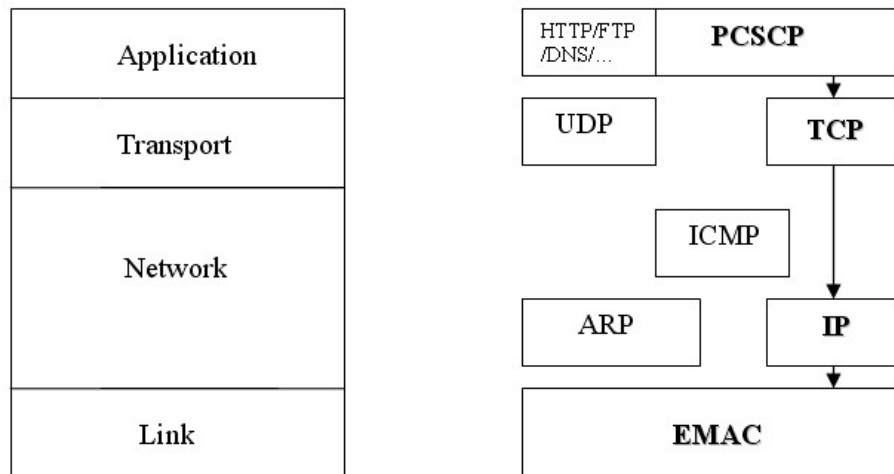 Application
Transport
Network
Link
HTTP/FTP
/DNS/...
PCSCP
UDP
TCP
ICMP
ARP
IP
EMAC